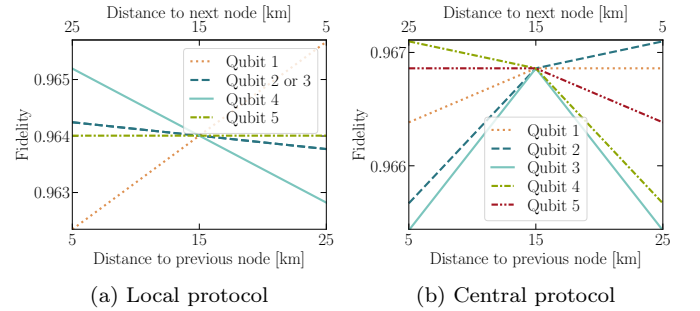 Distance to next node [km]
25 15 5
0.965
0.964
0.963
Fidelity
Qubit 1
Qubit 2 or 3
Qubit 4
Qubit 5
5 15 25
Distance to previous node [km]
(a) Local protocol
Distance to next node [km]
25 15 5
0.967
0.966
Fidelity
Qubit 1
Qubit 2
Qubit 3
Qubit 4
Qubit 5
5 15 25
Distance to previous node [km]
(b) Central protocol